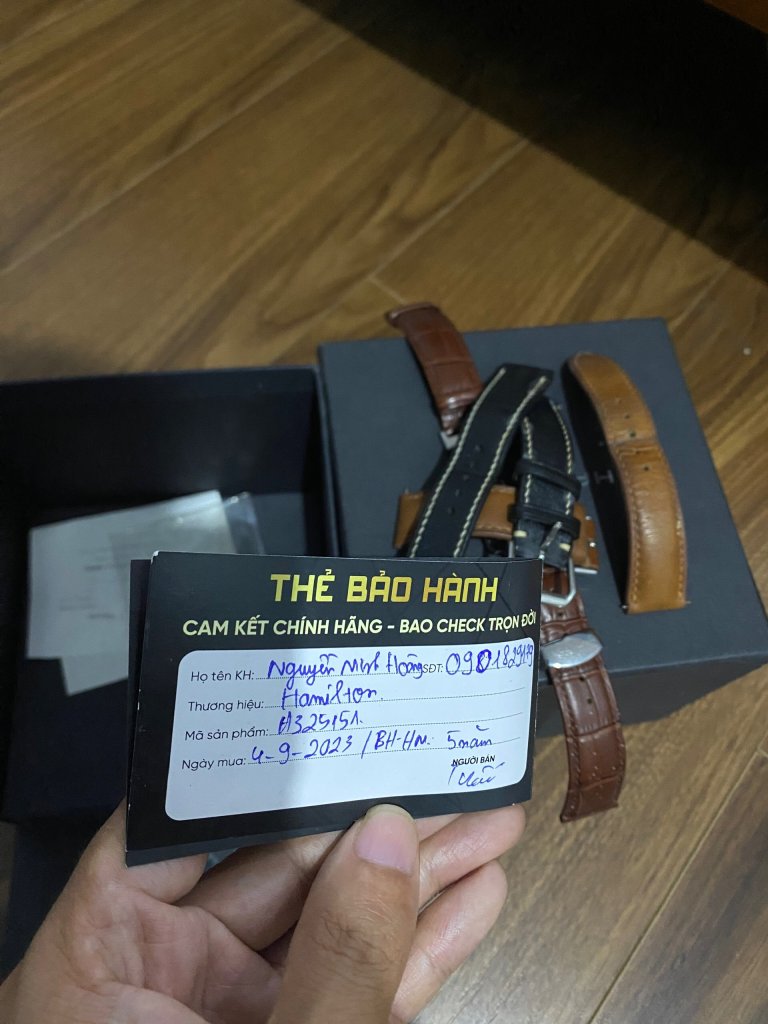 THẺ BẢO HÀNH
CAM KẾT CHÍNH HÃNG - BAO CHECK TRỌN ĐỜI
Họ tên KH: Nguyễn Minh Hoàng SĐT:
Thương hiệu: Hamilton
Mã sản phẩm: H325151
Ngày mua: 4-9-2023 / BH-HN. 5 năm
NGƯỜI BÁN
H